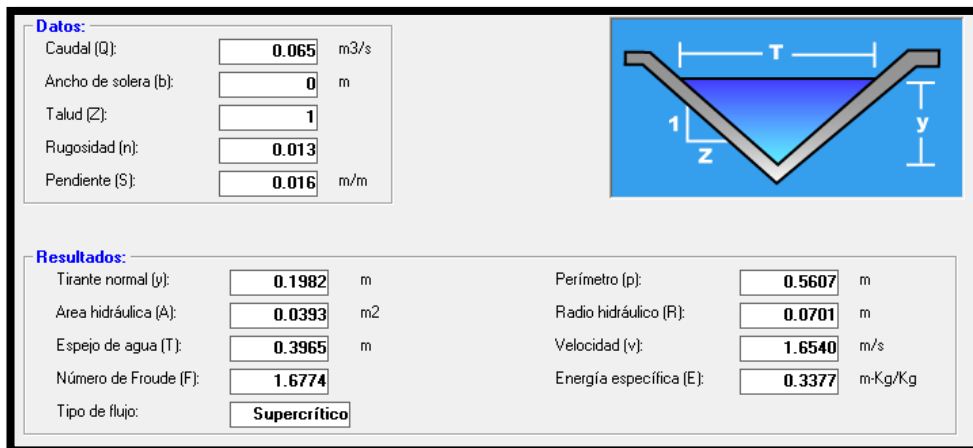 Datos:
Caudal (Q): 0.065 m3/s
Ancho de solera (b): 0 m
Talud (Z): 1
Rugosidad (n): 0.013
Pendiente (S): 0.016 m/m
T
1
Z
y
Resultados:
Tirante normal (y): 0.1982 m Perímetro (p): 0.5607 m
Area hidráulica (A): 0.0393 m2 Radio hidráulico (R): 0.0701 m
Espejo de agua (T): 0.3965 m Velocidad (v): 1.6540 m/s
Número de Froude (F): 1.6774 Energía específica (E): 0.3377 m-Kg/Kg
Tipo de flujo: Supercrítico